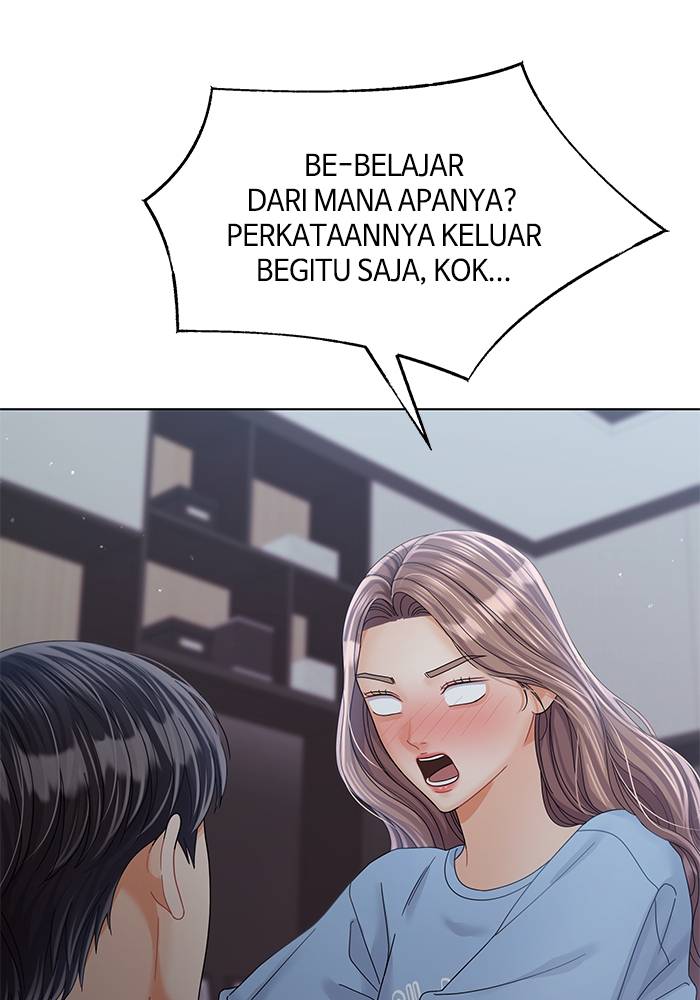 BE-BELAJAR
DARI MANA APANYA?
PERKATAANNYA KELUAR
BEGITU SAJA, KOK...